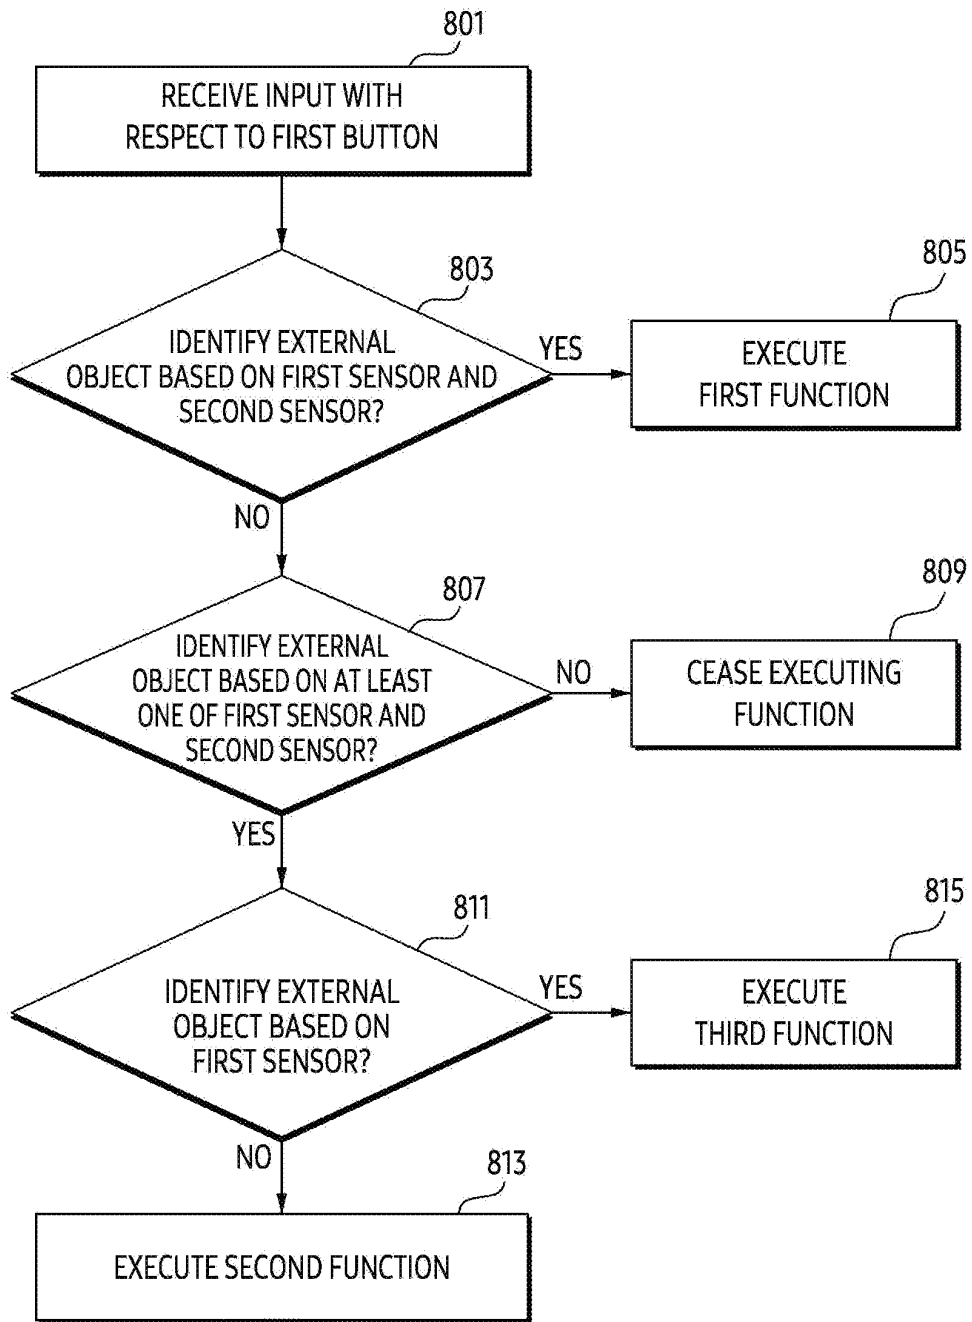 801
RECEIVE INPUT WITH
RESPECT TO FIRST BUTTON
803
IDENTIFY EXTERNAL
OBJECT BASED ON FIRST SENSOR AND
SECOND SENSOR?
YES
805
EXECUTE
FIRST FUNCTION
NO
807
IDENTIFY EXTERNAL
OBJECT BASED ON AT LEAST
ONE OF FIRST SENSOR AND
SECOND SENSOR?
NO
809
CEASE EXECUTING
FUNCTION
YES
811
IDENTIFY EXTERNAL
OBJECT BASED ON
FIRST SENSOR?
YES
815
EXECUTE
THIRD FUNCTION
NO
813
EXECUTE SECOND FUNCTION